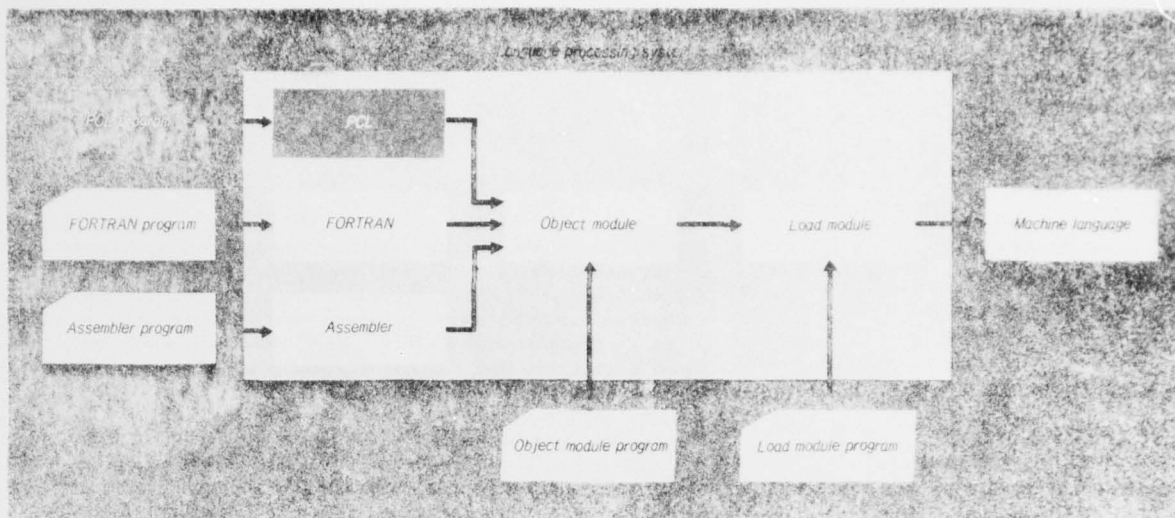 processing
PCL
FORTRAN program
FORTRAN
Object module
Load module
Machine language
Assembler program
Assembler
Object module program
Load module program